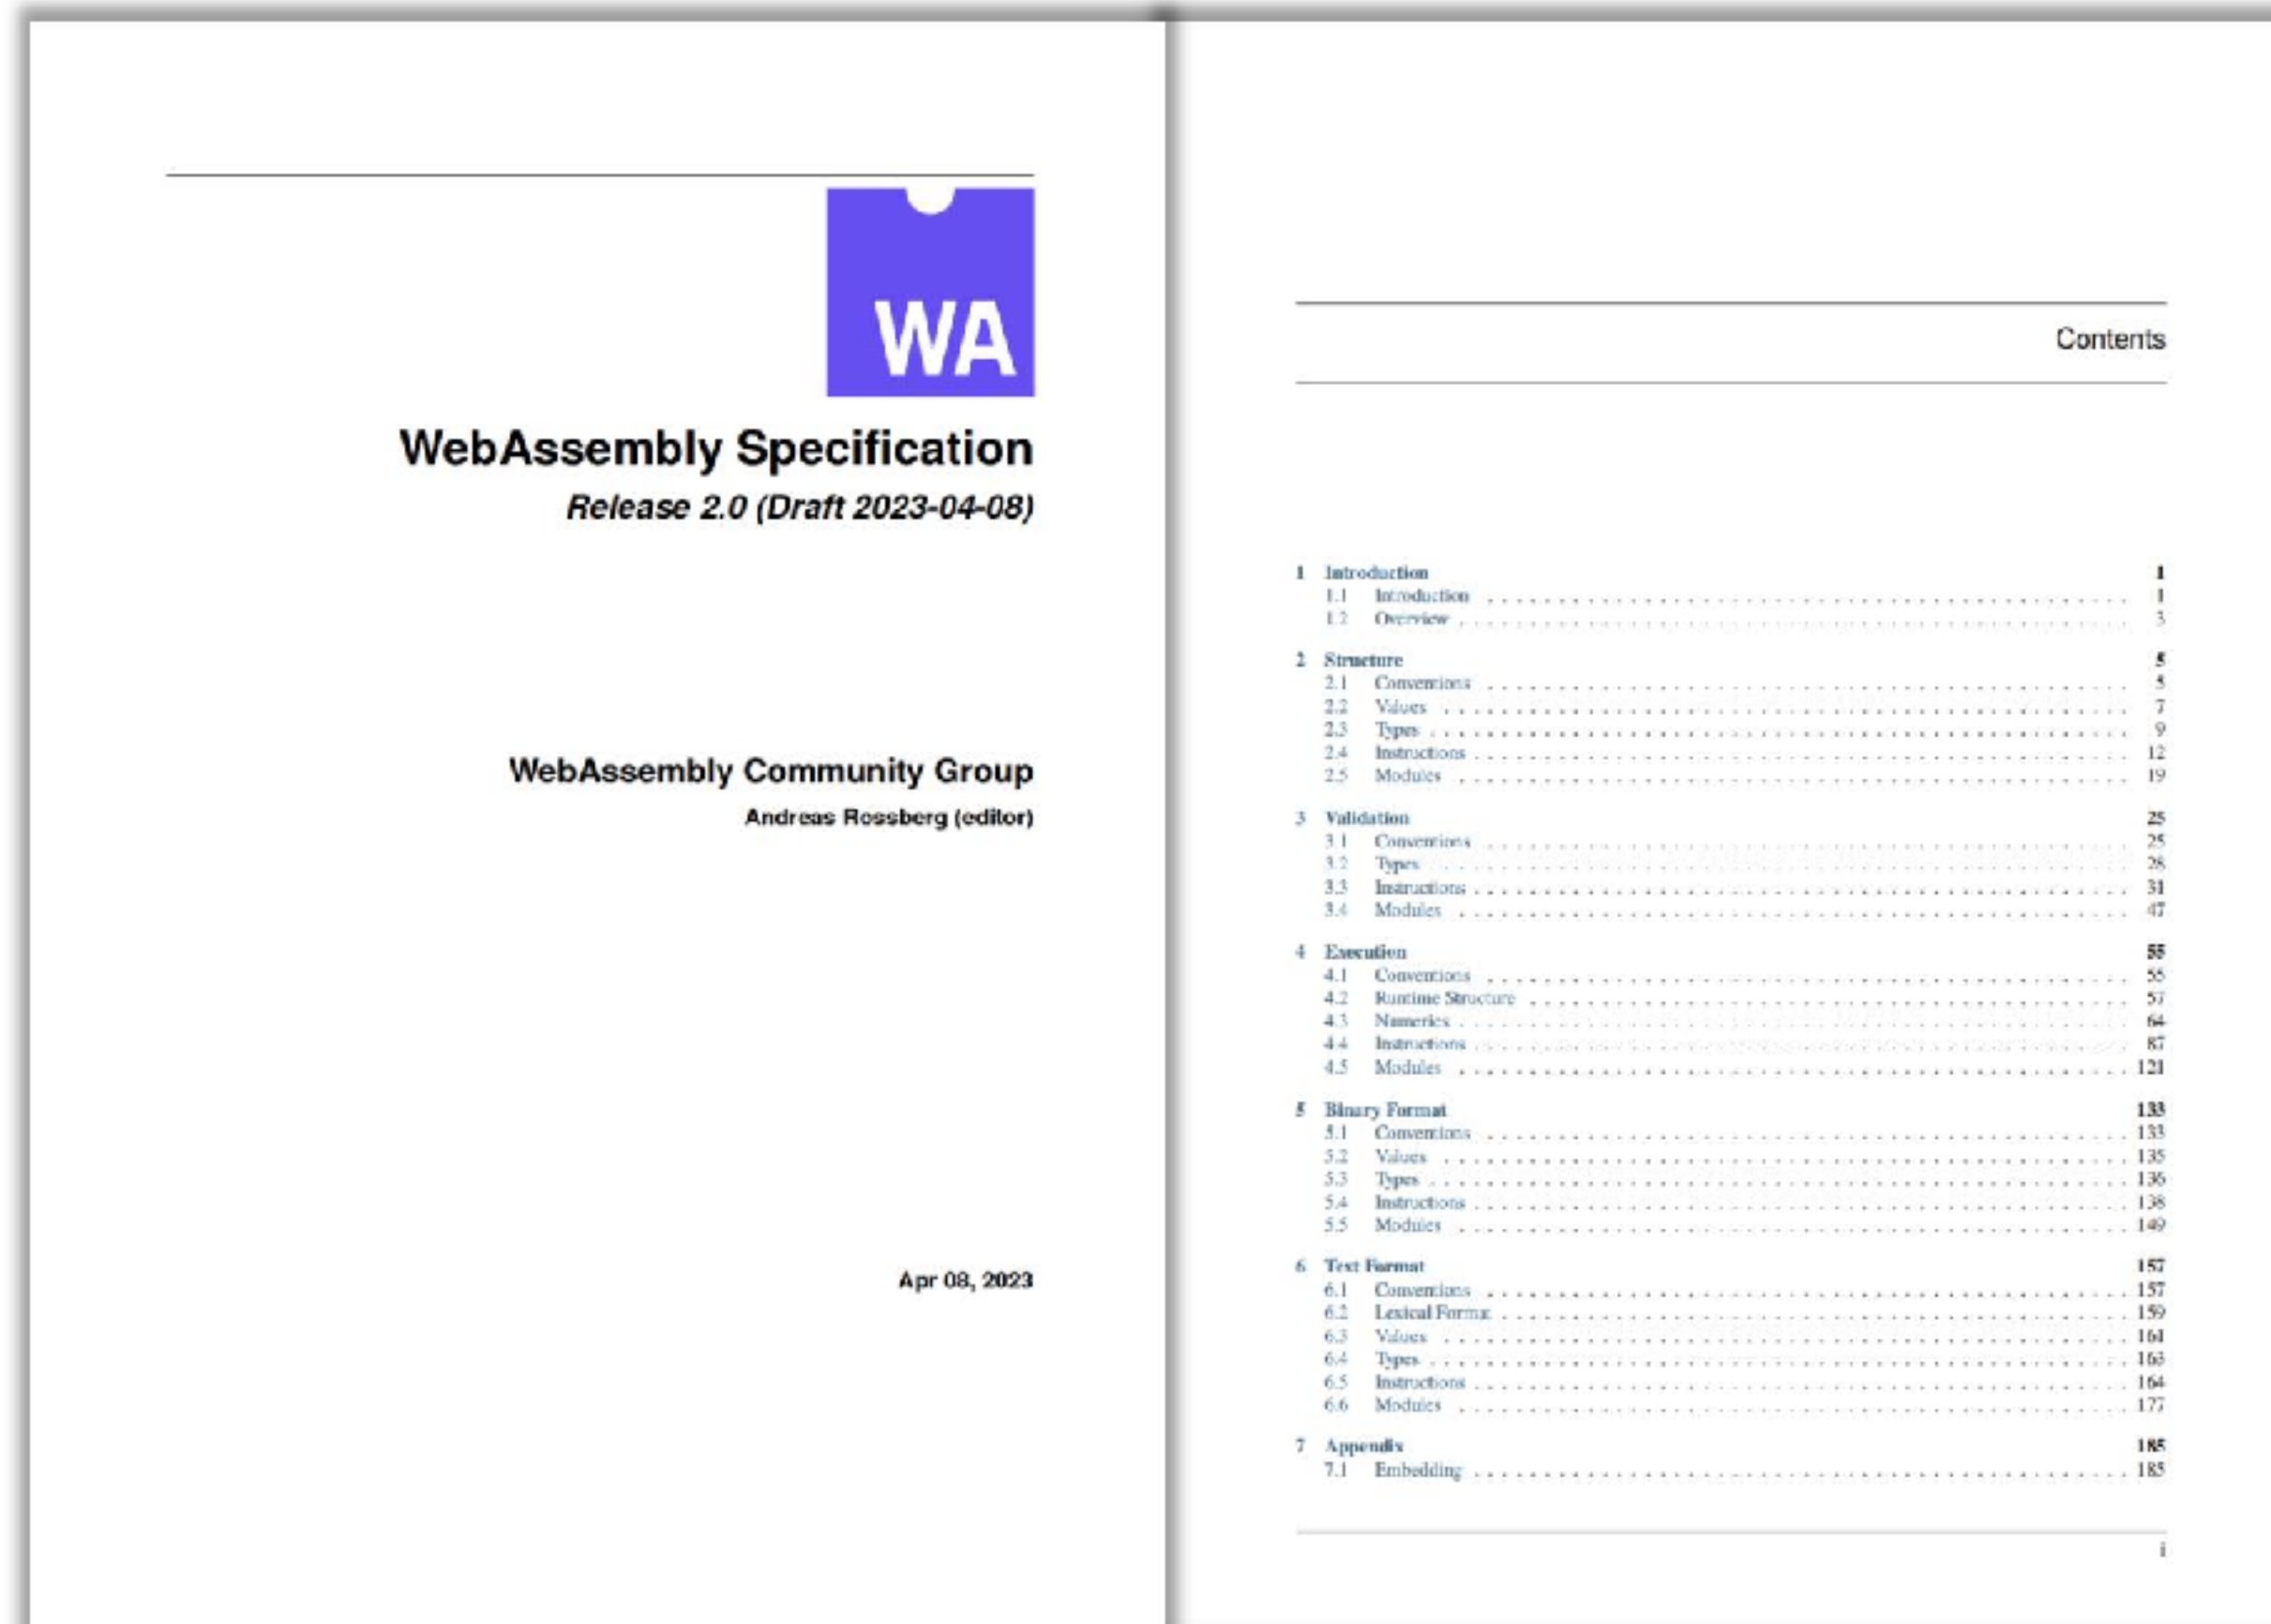 WA
WebAssembly Specification
Release 2.0 (Draft 2023-04-08)
WebAssembly Community Group
Andreas Rossberg (editor)
Apr 08, 2023
Contents
1 Introduction 1
1.1 Introduction . . . . . . . . . . 1
1.2 Overview . . . . . . . . . . 3
2 Structure 5
2.1 Conventions . . . . . . . . . . 5
2.2 Values . . . . . . . . . . 7
2.3 Types . . . . . . . . . . 9
2.4 Instructions . . . . . . . . . . 12
2.5 Modules . . . . . . . . . . 19
3 Validation 25
3.1 Conventions . . . . . . . . . . 25
3.2 Types . . . . . . . . . . 28
3.3 Instructions . . . . . . . . . . 31
3.4 Modules . . . . . . . . . . 47
4 Execution 55
4.1 Conventions . . . . . . . . . . 55
4.2 Runtime Structure . . . . . . . . . . 57
4.3 Numerics . . . . . . . . . . 64
4.4 Instructions . . . . . . . . . . 87
4.5 Modules . . . . . . . . . . 121
5 Binary Format 133
5.1 Conventions . . . . . . . . . . 133
5.2 Values . . . . . . . . . . 135
5.3 Types . . . . . . . . . . 136
5.4 Instructions . . . . . . . . . . 138
5.5 Modules . . . . . . . . . . 149
6 Text Format 157
6.1 Conventions . . . . . . . . . . 157
6.2 Lexical Format . . . . . . . . . . 159
6.3 Values . . . . . . . . . . 161
6.4 Types . . . . . . . . . . 163
6.5 Instructions . . . . . . . . . . 164
6.6 Modules . . . . . . . . . . 177
7 Appendix 185
7.1 Embedding . . . . . . . . . . 185
i